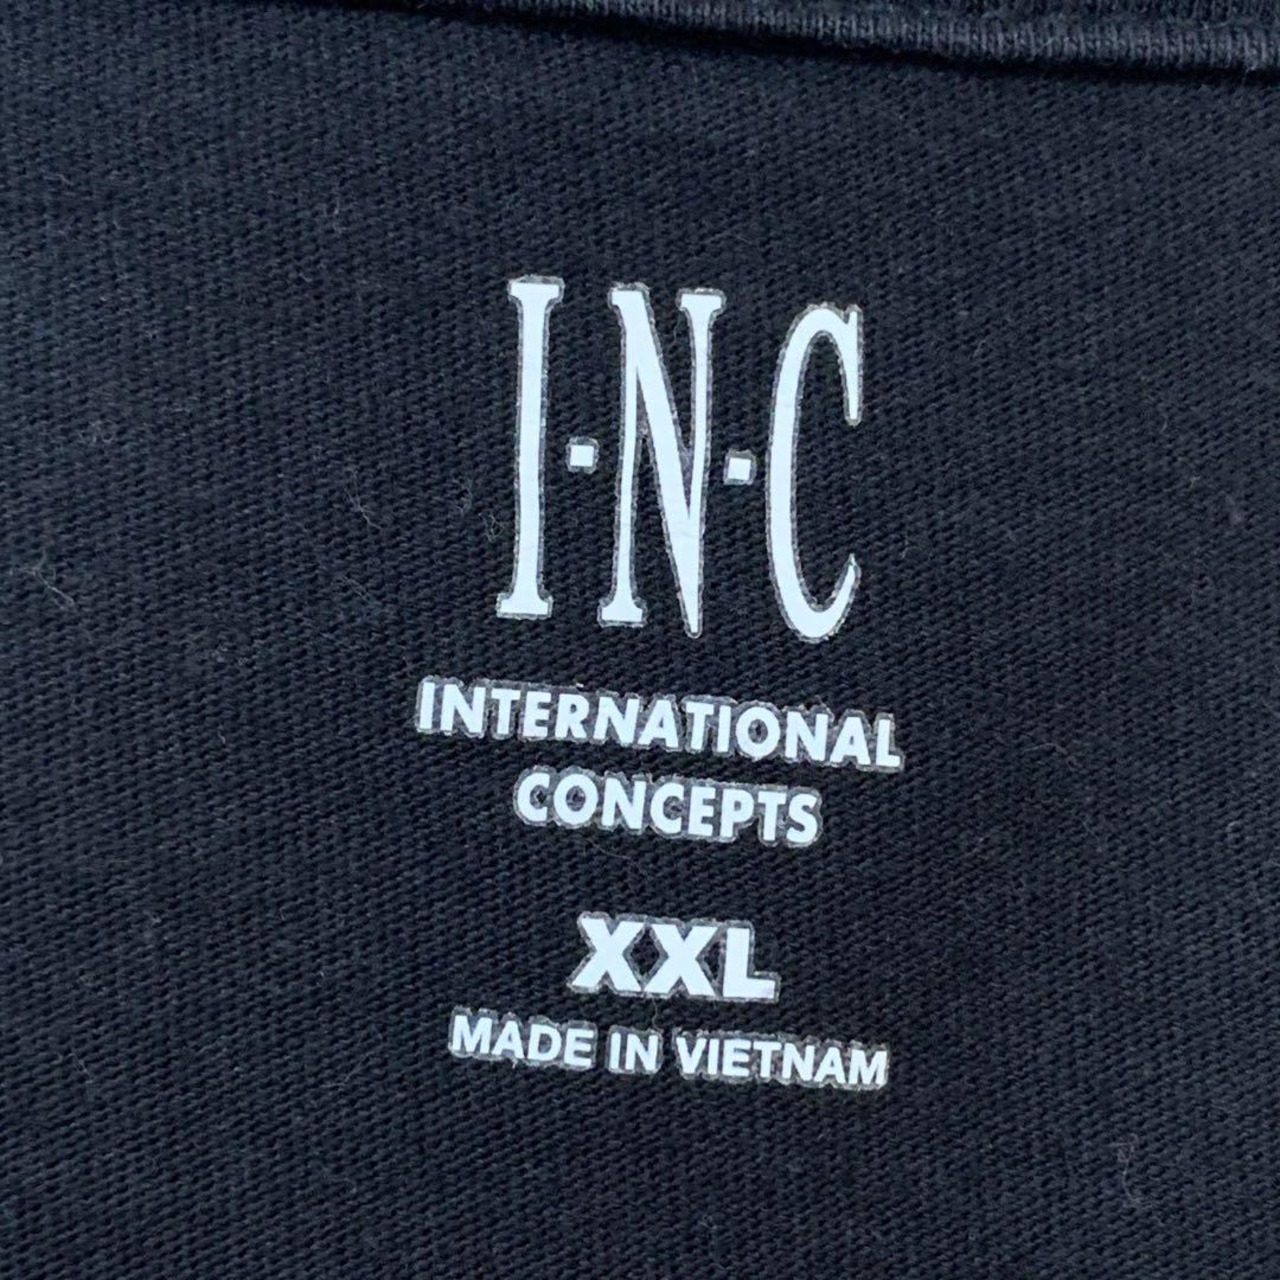 I·N·C
INTERNATIONAL
CONCEPTS
XXL
MADE IN VIETNAM